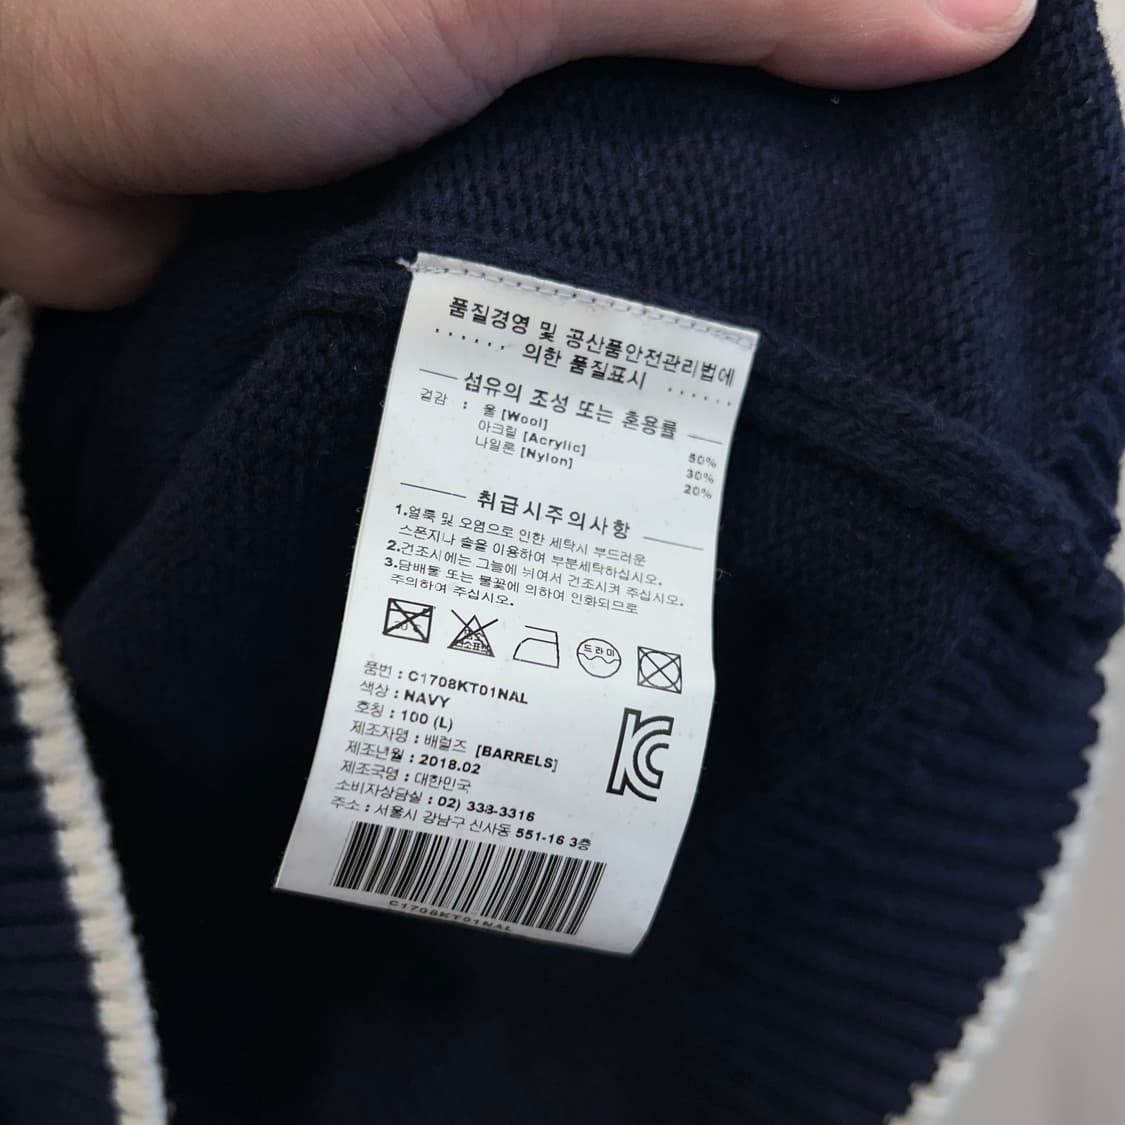 품질경영 및 공산품안전관리법에
...... 의한 품질표시 ......
섬유의 조성 또는 혼용률
겉감 : 울 [Wool] 50%
아크릴 [Acrylic] 30%
나일론 [Nylon] 20%
취급시주의사항
1.얼룩 및 오염으로 인한 세탁시 부드러운
스폰지나 솔을 이용하여 부분세탁하십시오.
2.건조시에는 그늘에 뉘여서 건조시켜 주십시오.
3.담배불 또는 불꽃에 의하여 인화되므로
주의하여 주십시오.
드라이
품번 : C1708KT01NAL
색상 : NAVY
호칭 : 100 (L)
제조자명 : 배럴즈 [BARRELS]
제조년월 : 2018.02
제조국명 : 대한민국
소비자상담실 : 02) 333-3316
주소 : 서울시 강남구 신사동 551-16 3층
C1708KT01NAL